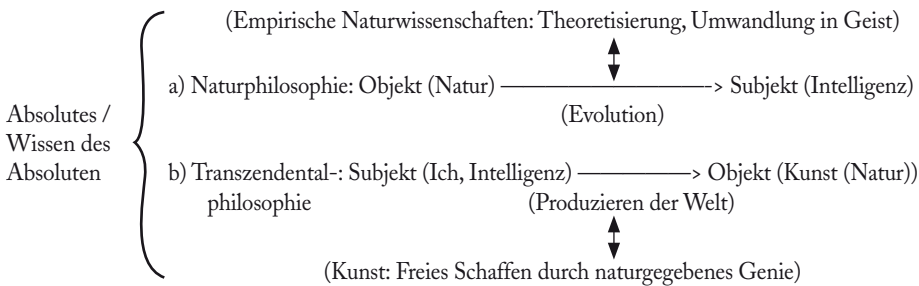 (Empirische Naturwissenschaften: Theoretisierung, Umwandlung in Geist)
a) Naturphilosophie: Objekt (Natur) ———————————-> Subjekt (Intelligenz)
(Evolution)
Absolutes /
Wissen des
Absoluten
b) Transzendental-: Subjekt (Ich, Intelligenz) ——————> Objekt (Kunst (Natur))
philosophie (Produzieren der Welt)
(Kunst: Freies Schaffen durch naturgegebenes Genie)